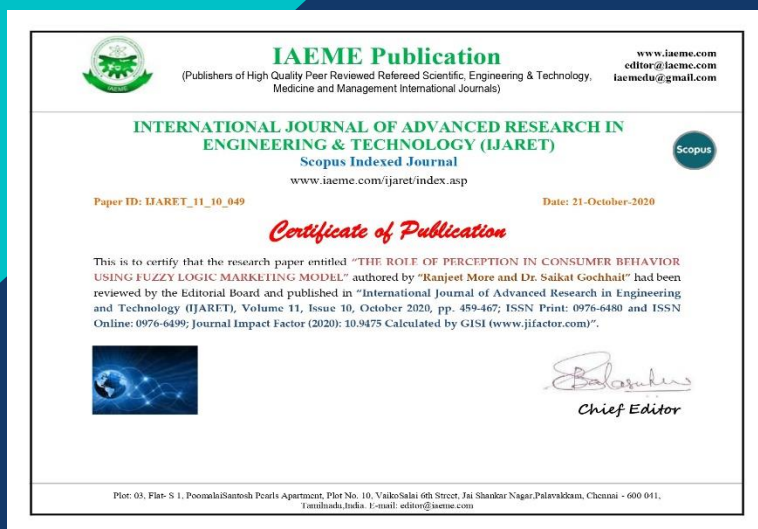 IAEME Publication
(Publishers of High Quality Peer Reviewed Refereed Scientific, Engineering & Technology,
Medicine and Management International Journals)
www.iaeme.com
editor@iaeme.com
iaemedu@gmail.com
IAEME
INTERNATIONAL JOURNAL OF ADVANCED RESEARCH IN
ENGINEERING & TECHNOLOGY (IJARET)
Scopus Indexed Journal
www.iaeme.com/ijaret/index.asp
Scopus
Paper ID: IJARET_11_10_049
Date: 21-October-2020
Certificate of Publication
This is to certify that the research paper entitled "THE ROLE OF PERCEPTION IN CONSUMER BEHAVIOR
USING FUZZY LOGIC MARKETING MODEL" authored by "Ranjeet More and Dr. Saikat Gochhait" had been
reviewed by the Editorial Board and published in "International Journal of Advanced Research in Engineering
and Technology (IJARET), Volume 11, Issue 10, October 2020, pp. 459-467; ISSN Print: 0976-6480 and ISSN
Online: 0976-6499; Journal Impact Factor (2020): 10.9475 Calculated by GISI (www.jifactor.com)".
Chief Editor
Plot: 03, Flat- S 1, PoomalaiSantosh Pearls Apartment, Plot No. 10, VaikoSalai 6th Street, Jai Shankar Nagar,Palavakkam, Chennai - 600 041,
Tamilnadu,India. E-mail: editor@iaeme.com